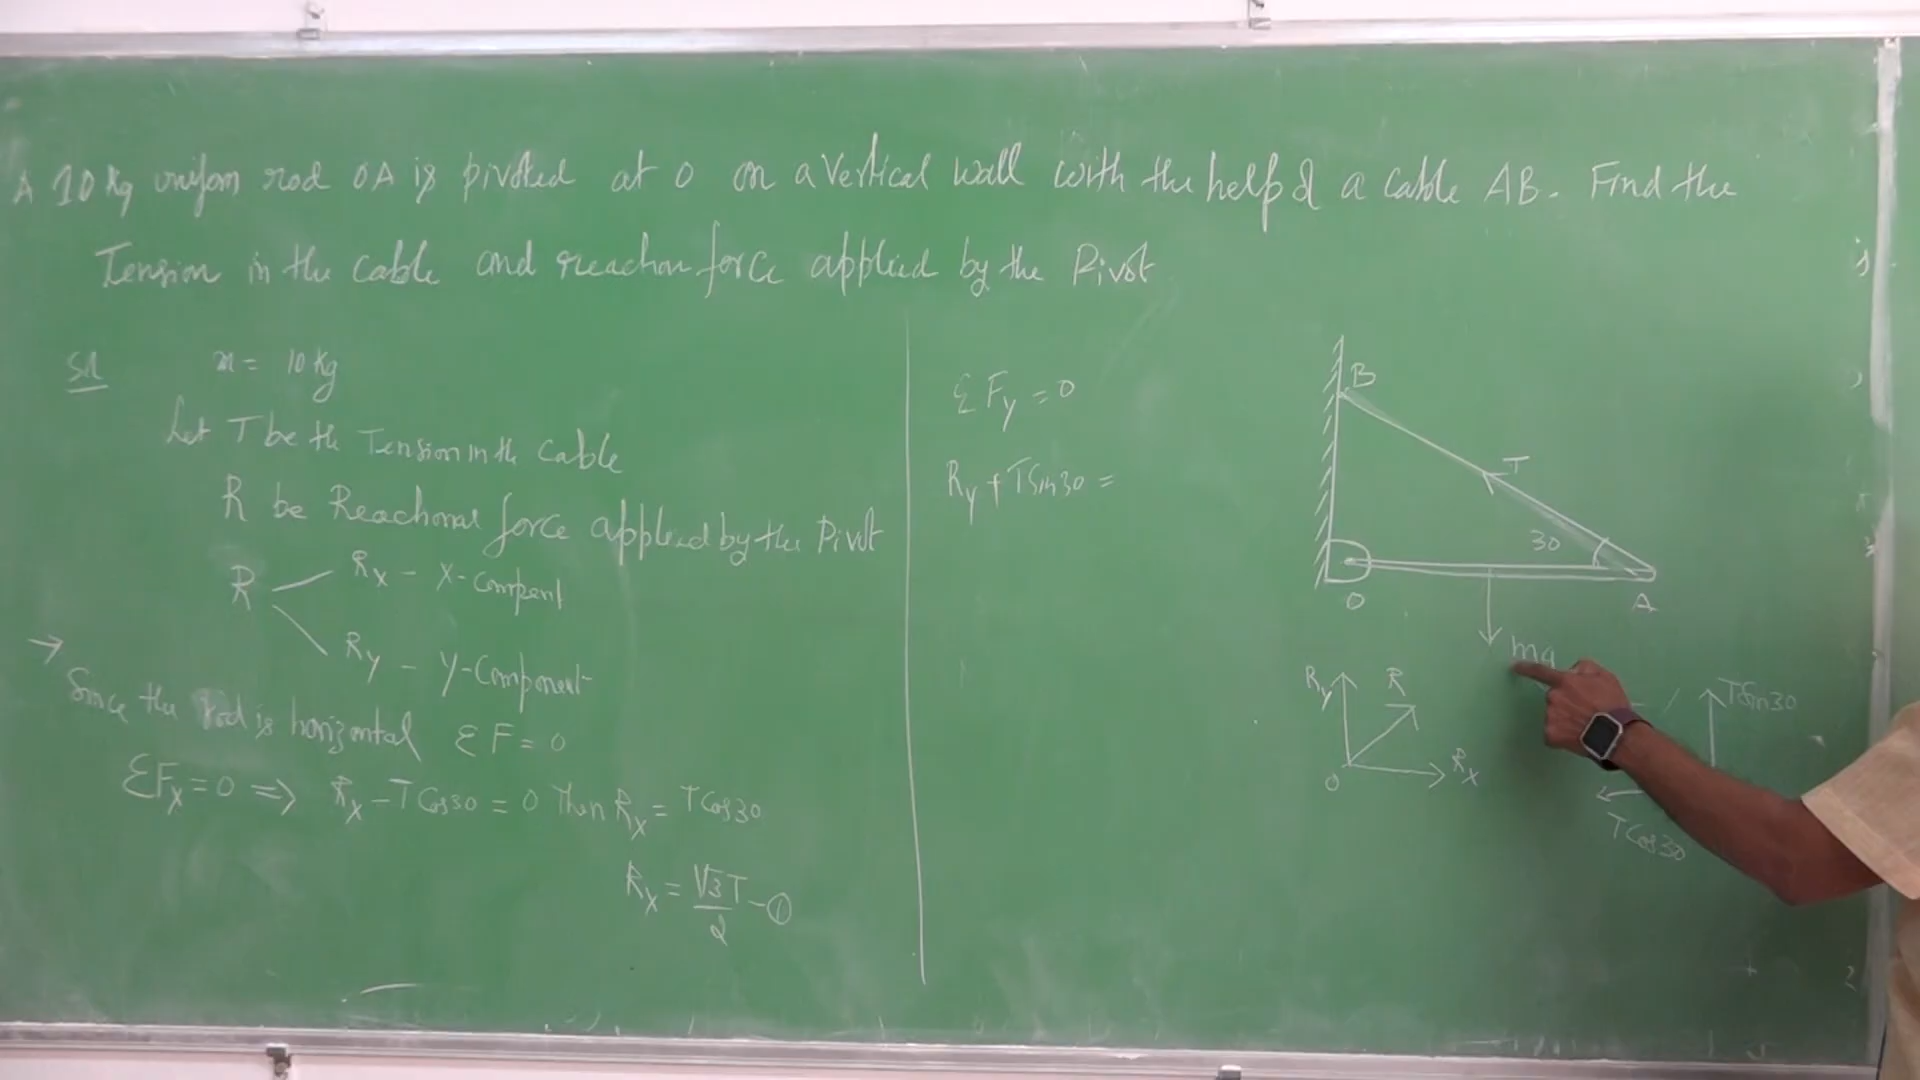 A 10 Kg uniform rod OA is pivoted at O on a vertical wall with the help of a cable AB. Find the
Tension in the cable and reaction force applied by the Pivot
Sol
m = 10 Kg
Let T be the Tension in the Cable
R be Reactional force applied by the Pivot
R
Rx - X-Compent
Ry - Y-Component
→
Since the rod is horizontal ΣF = 0
ΣFx = 0 ⇒ Rx - T Cos30 = 0 Then Rx = T Cos30
Rx = √3T/2 - ①
ΣFy = 0
Ry + T Sin30 =
B
T
30
O
A
mg
Ry
R
Rx
O
T Sin30
T Cos30